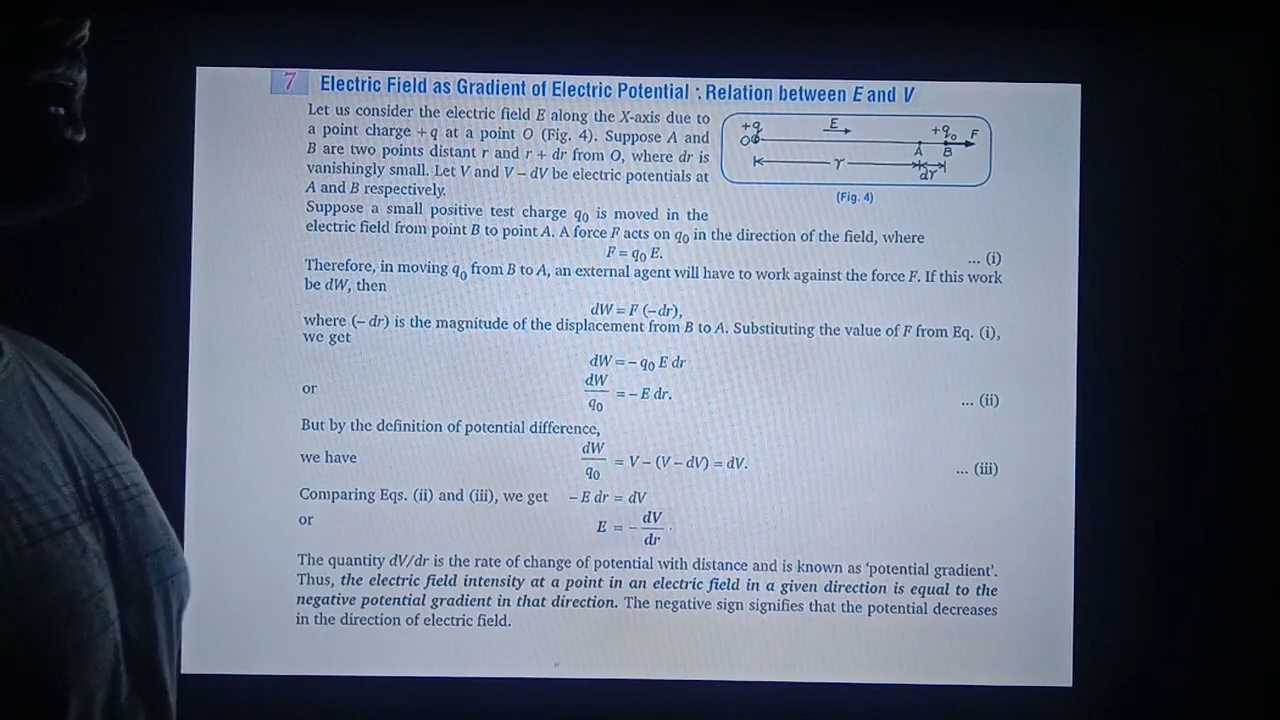 7 Electric Field as Gradient of Electric Potential : Relation between E and V
Let us consider the electric field E along the X-axis due to
a point charge +q at a point O (Fig. 4). Suppose A and
B are two points distant r and r + dr from O, where dr is
vanishingly small. Let V and V – dV be electric potentials at
A and B respectively.
+q E +q₀ F
O A B
r dr
(Fig. 4)
Suppose a small positive test charge q₀ is moved in the
electric field from point B to point A. A force F acts on q₀ in the direction of the field, where
F = q₀ E. ... (i)
Therefore, in moving q₀ from B to A, an external agent will have to work against the force F. If this work
be dW, then
dW = F (– dr),
where (– dr) is the magnitude of the displacement from B to A. Substituting the value of F from Eq. (i),
we get
dW = – q₀ E dr
or dW/q₀ = – E dr. ... (ii)
But by the definition of potential difference,
we have dW/q₀ = V – (V – dV) = dV. ... (iii)
Comparing Eqs. (ii) and (iii), we get – E dr = dV
or E = – dV/dr .
The quantity dV/dr is the rate of change of potential with distance and is known as ‘potential gradient’.
Thus, the electric field intensity at a point in an electric field in a given direction is equal to the
negative potential gradient in that direction. The negative sign signifies that the potential decreases
in the direction of electric field.